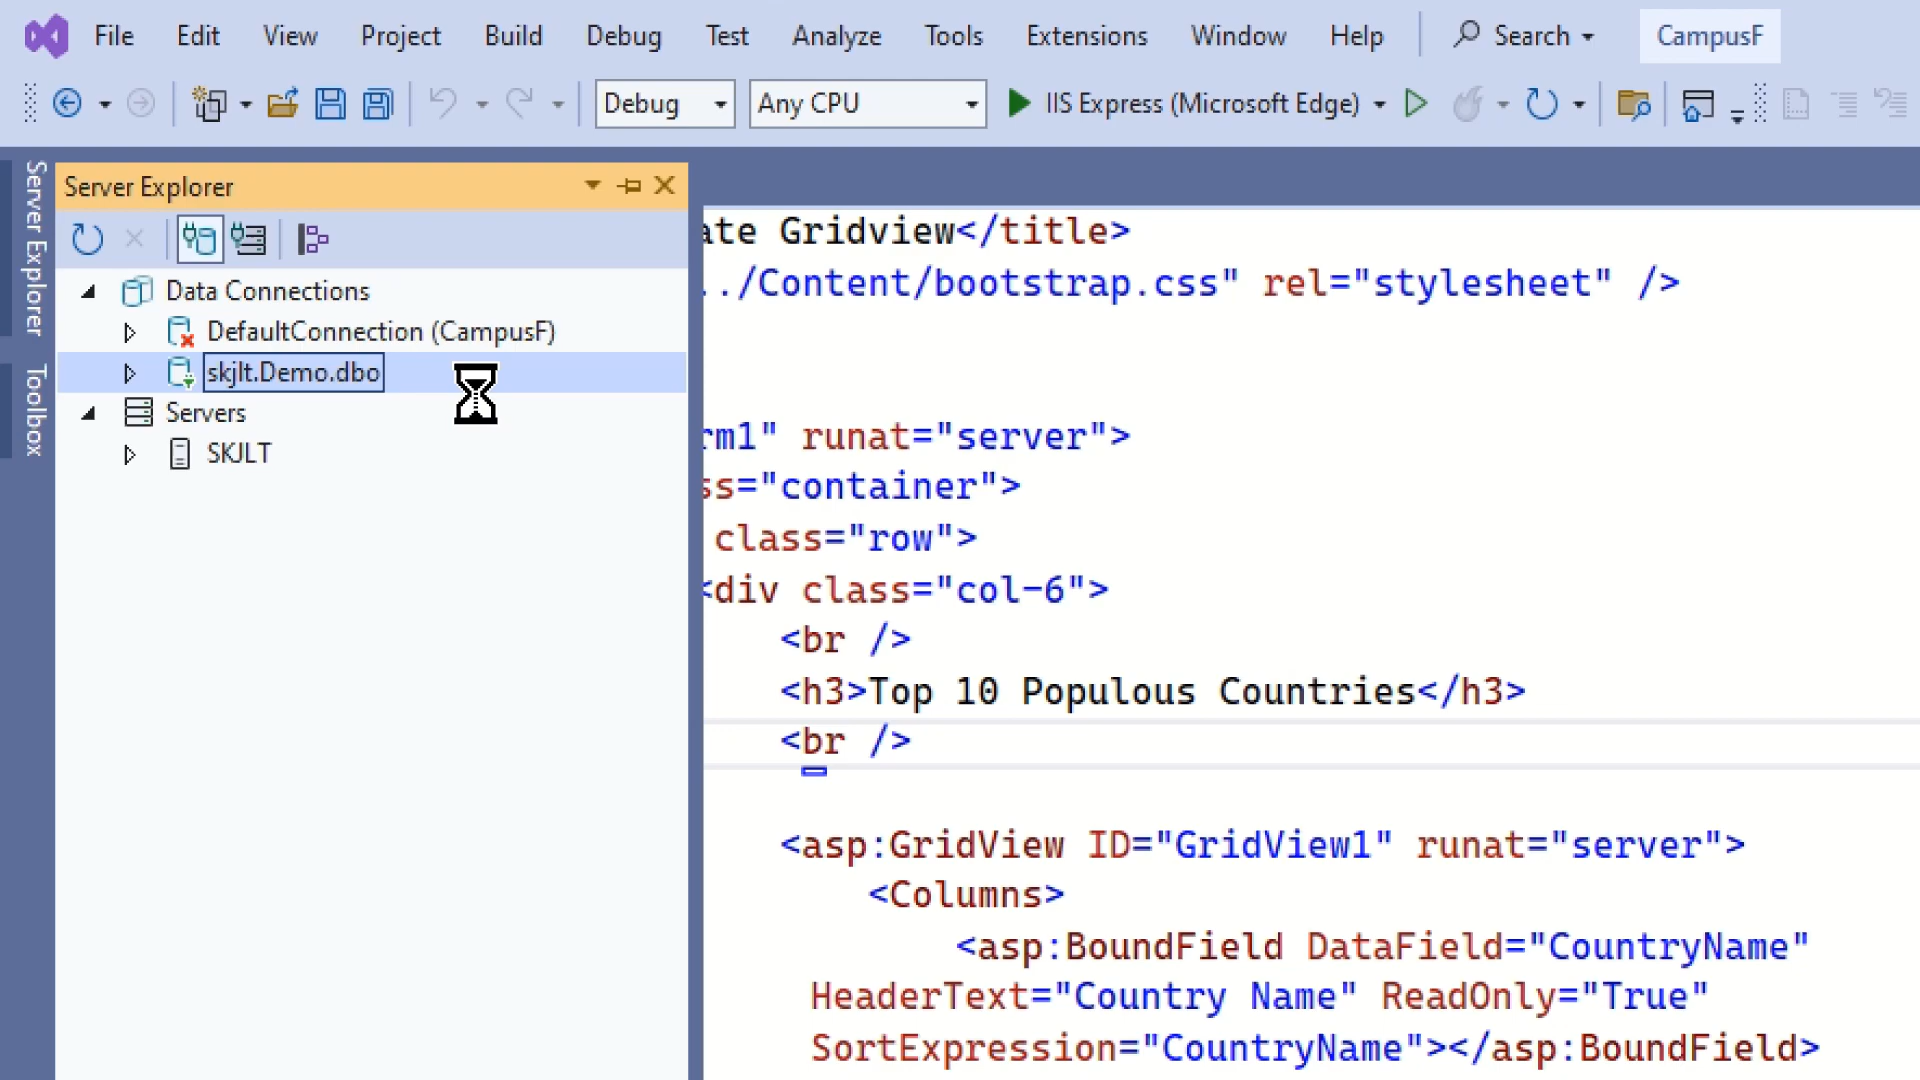 File Edit View Project Build Debug Test Analyze Tools Extensions Window Help Search CampusF
Debug Any CPU IIS Express (Microsoft Edge)
Server Explorer
Toolbox
Server Explorer
Data Connections
DefaultConnection (CampusF)
skjlt.Demo.dbo
Servers
SKJLT
ate Gridview</title>
../Content/bootstrap.css" rel="stylesheet" />
rm1" runat="server">
ss="container">
class="row">
<div class="col-6">
<br />
<h3>Top 10 Populous Countries</h3>
<br />
<asp:GridView ID="GridView1" runat="server">
<Columns>
<asp:BoundField DataField="CountryName"
HeaderText="Country Name" ReadOnly="True"
SortExpression="CountryName"></asp:BoundField>